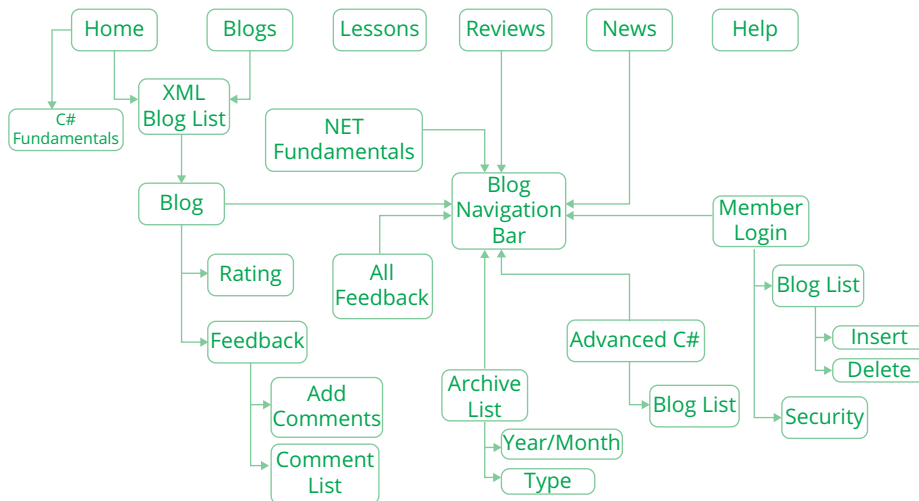 Home
Blogs
Lessons
Reviews
News
Help
XML
Blog List
C#
Fundamentals
NET
Fundamentals
Blog
Blog
Navigation
Bar
Member
Login
Rating
All
Feedback
Blog List
Feedback
Advanced C#
Insert
Delete
Add
Comments
Archive
List
Blog List
Security
Year/Month
Comment
List
Type